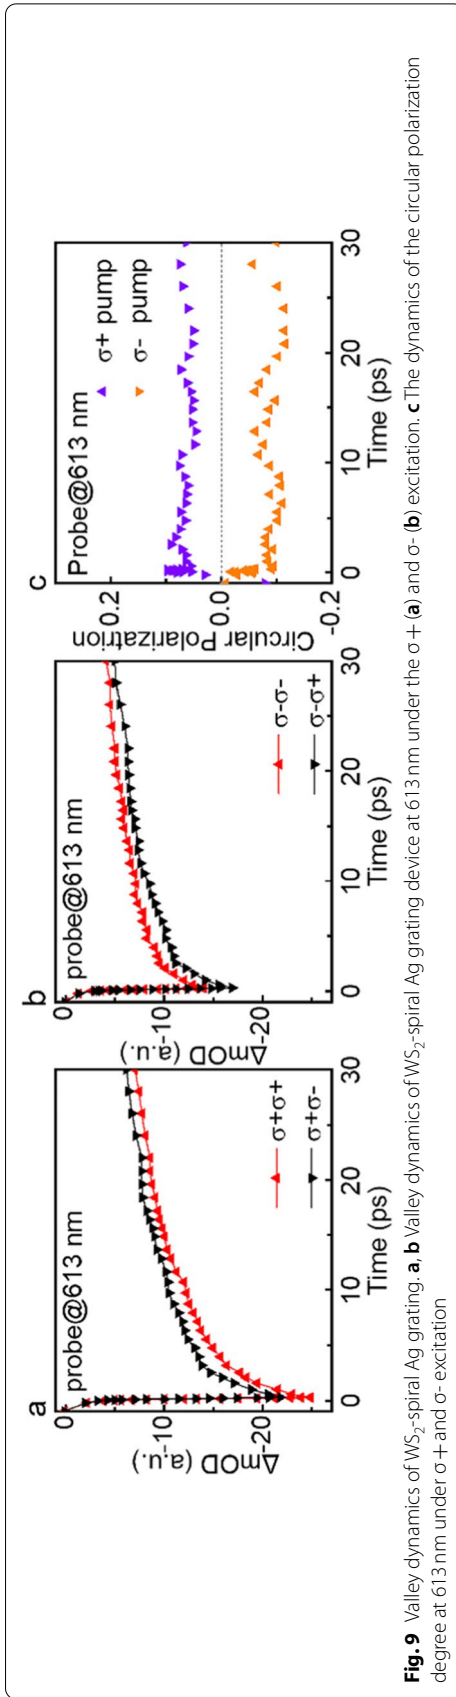 a
probe@613 nm
0
-10
-20
ΔmOD (a.u.)
σ+σ+
σ+σ-
0
10
20
30
Time (ps)
b
probe@613 nm
0
-10
-20
ΔmOD (a.u.)
σ-σ-
σ-σ+
0
10
20
30
Time (ps)
c
Probe@613 nm
σ+ pump
σ- pump
0.2
0.0
-0.2
Circular Polarizatrion
0
10
20
30
Time (ps)
Fig. 9 Valley dynamics of WS2-spiral Ag grating. a, b Valley dynamics of WS2-spiral Ag grating device at 613 nm under the σ+ (a) and σ- (b) excitation. c The dynamics of the circular polarization
degree at 613 nm under σ+ and σ- excitation